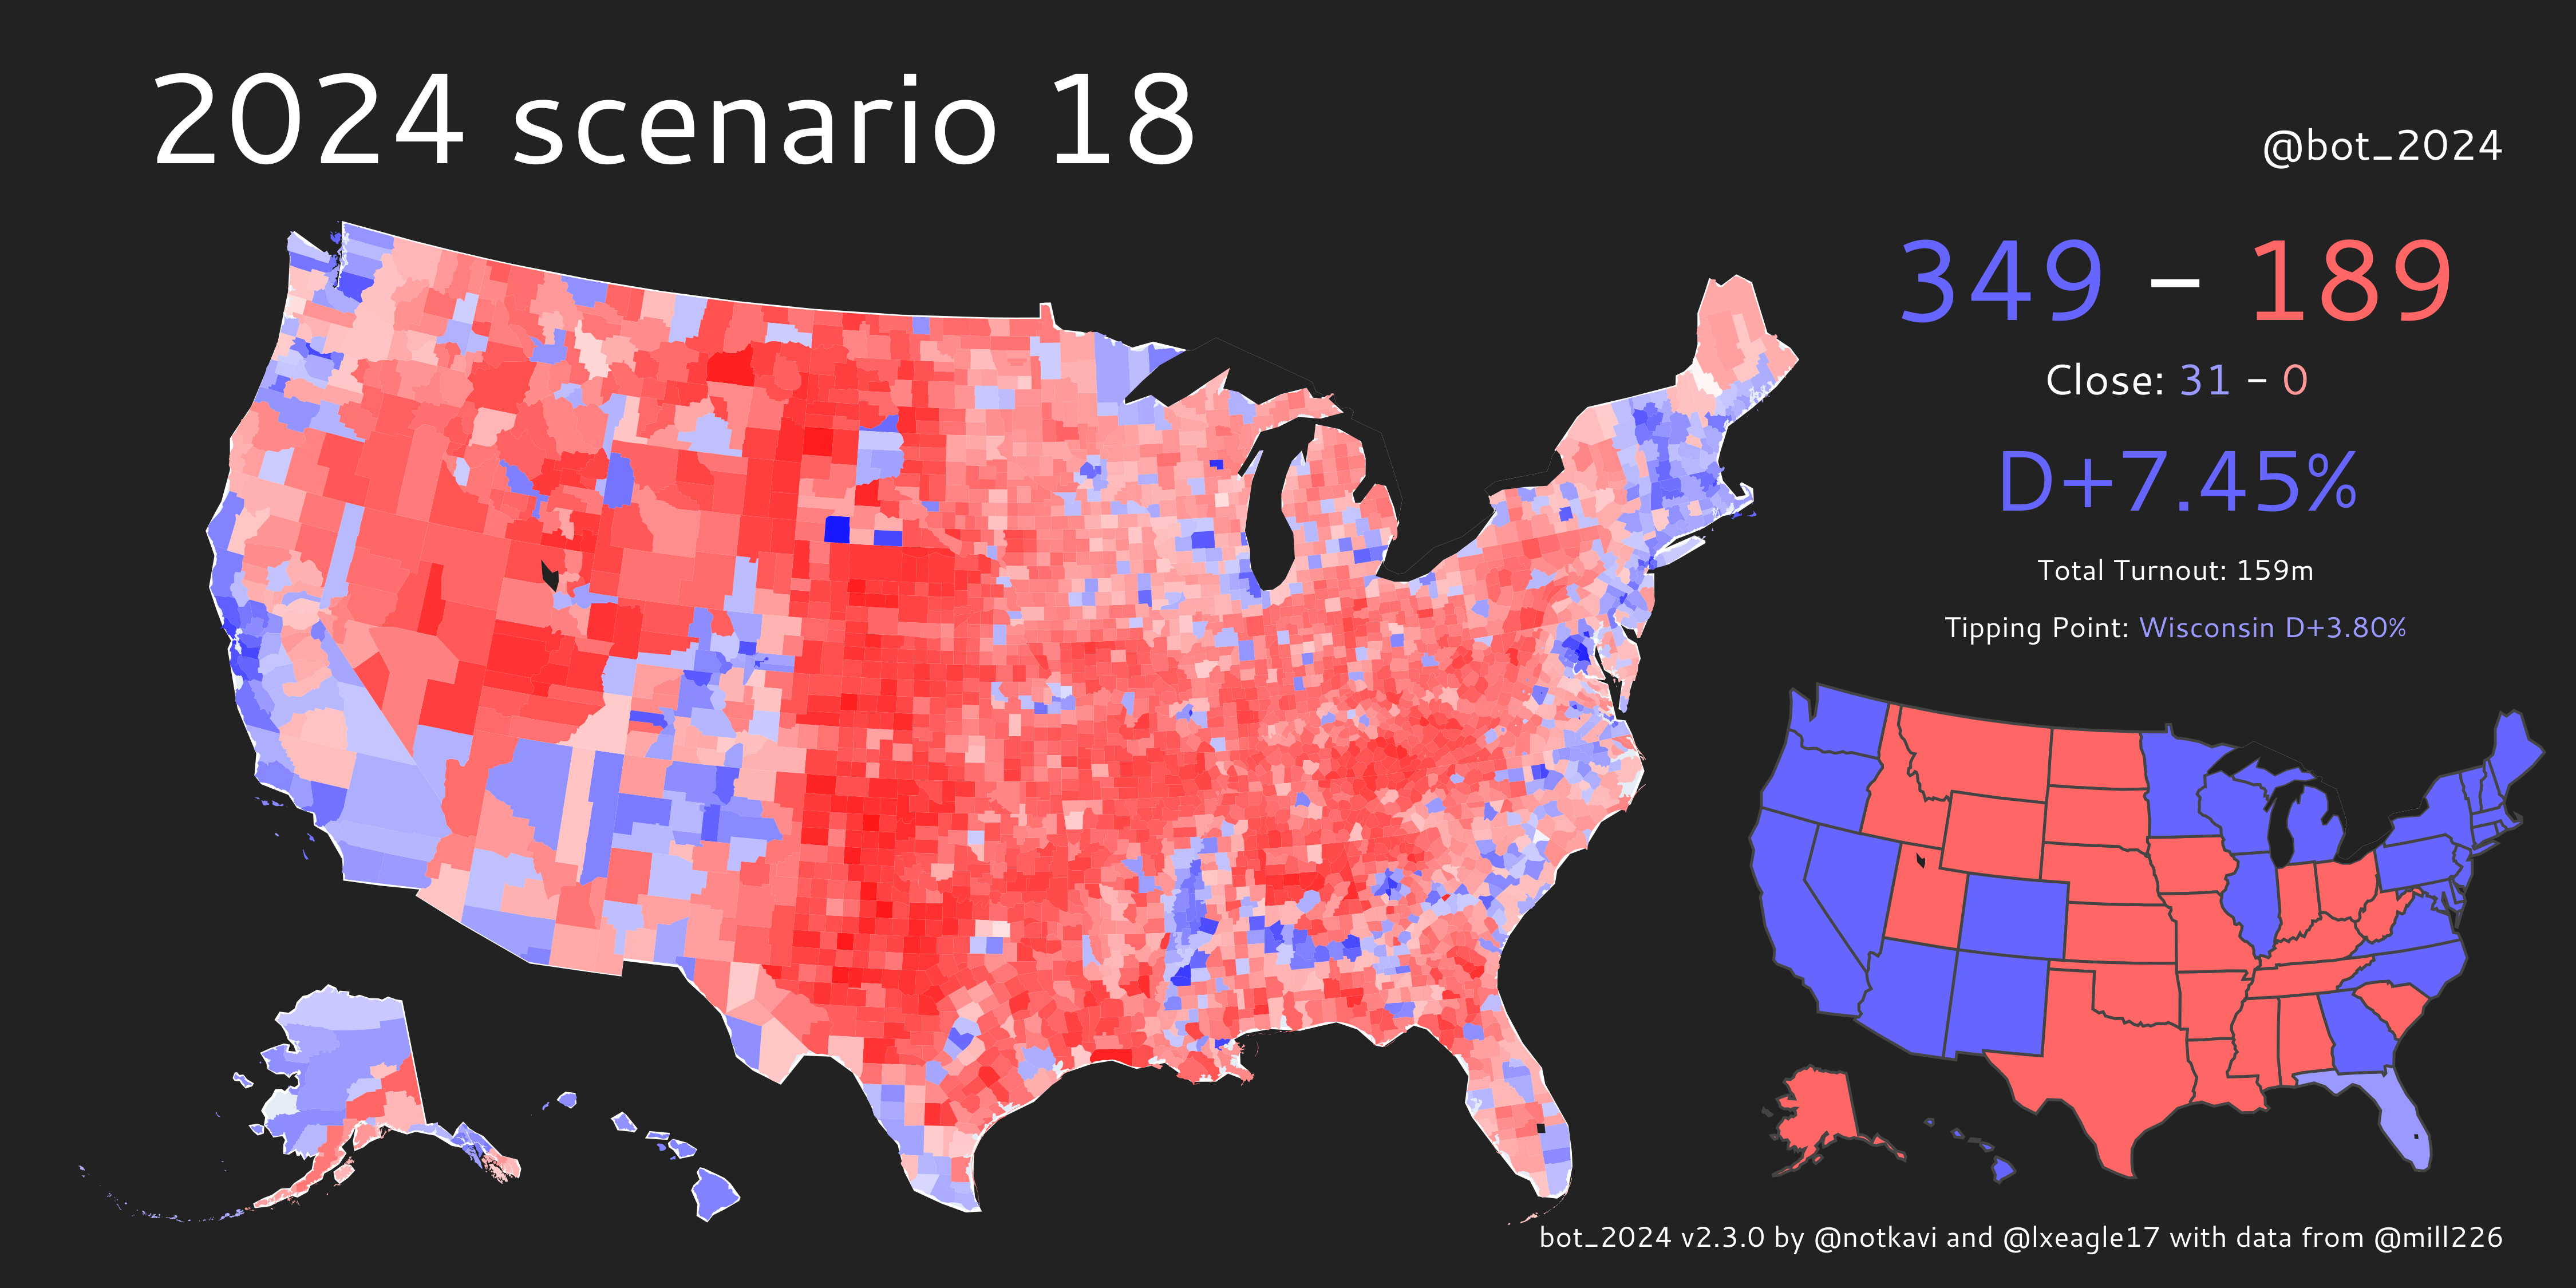 2024 scenario 18
@bot_2024
349 - 189
Close: 31 - 0
D+7.45%
Total Turnout: 159m
Tipping Point: Wisconsin D+3.80%
bot_2024 v2.3.0 by @notkavi and @lxeagle17 with data from @mill226